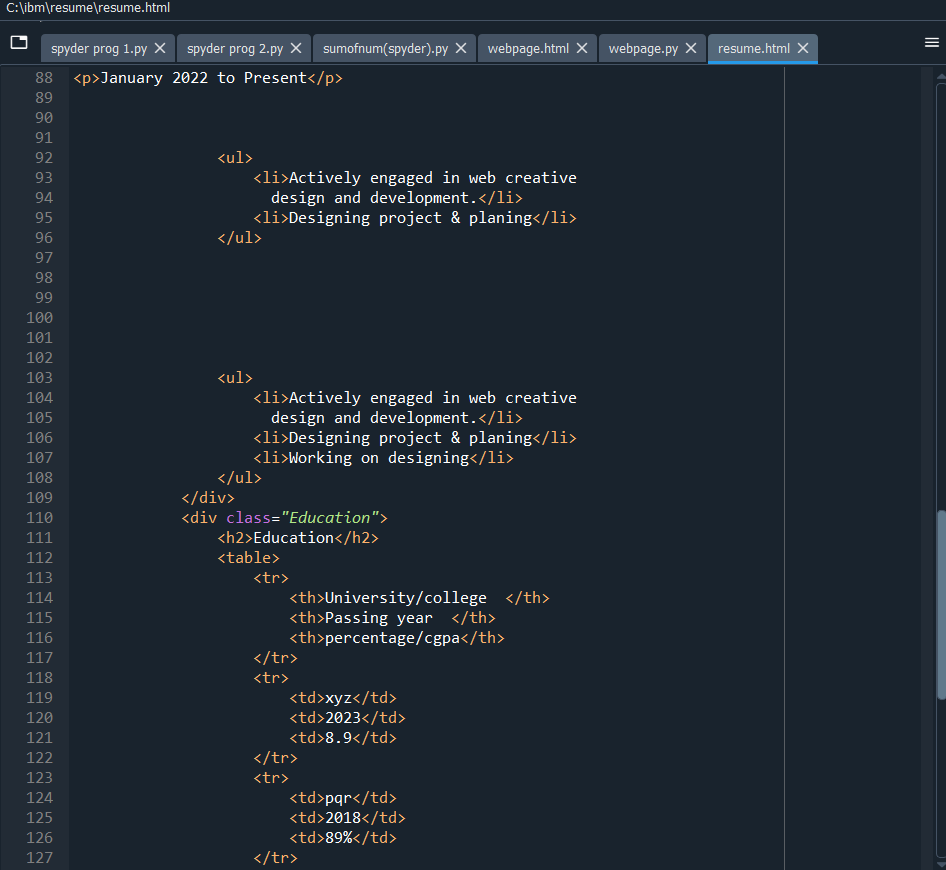 C:\ibm\resume\resume.html
spyder prog 1.py spyder prog 2.py sumofnum(spyder).py webpage.html webpage.py resume.html
88 <p>January 2022 to Present</p>
89
90
91
92 <ul>
93 <li>Actively engaged in web creative
94 design and development.</li>
95 <li>Designing project & planing</li>
96 </ul>
97
98
99
100
101
102
103 <ul>
104 <li>Actively engaged in web creative
105 design and development.</li>
106 <li>Designing project & planing</li>
107 <li>Working on designing</li>
108 </ul>
109 </div>
110 <div class="Education">
111 <h2>Education</h2>
112 <table>
113 <tr>
114 <th>University/college  </th>
115 <th>Passing year  </th>
116 <th>percentage/cgpa</th>
117 </tr>
118 <tr>
119 <td>xyz</td>
120 <td>2023</td>
121 <td>8.9</td>
122 </tr>
123 <tr>
124 <td>pqr</td>
125 <td>2018</td>
126 <td>89%</td>
127 </tr>